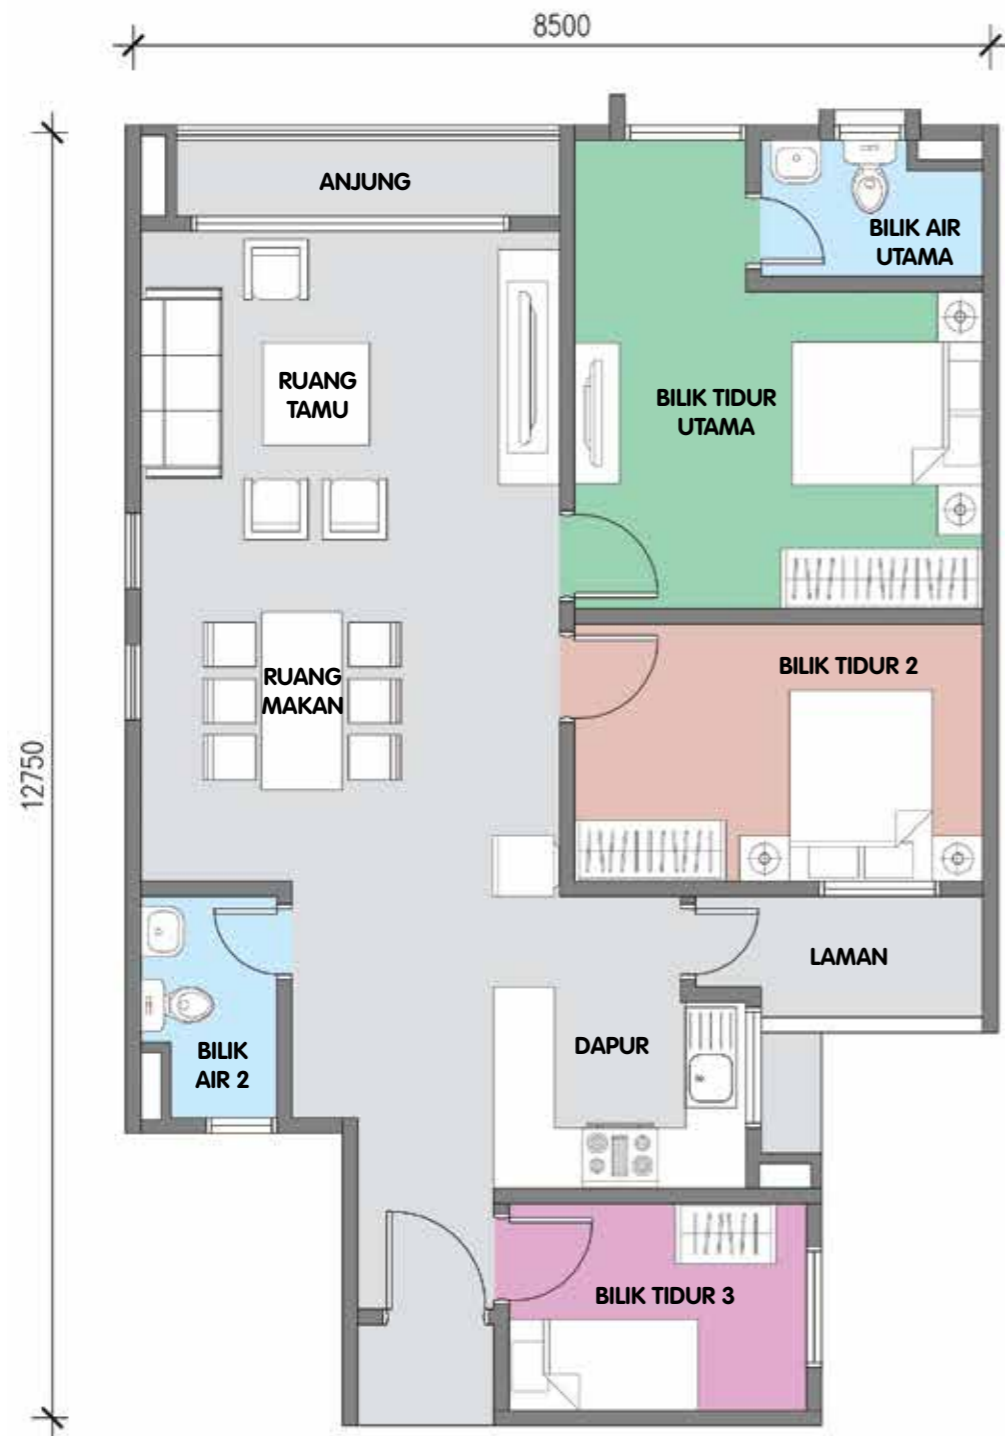 8500
ANJUNG
BILIK AIR
UTAMA
RUANG
TAMU
BILIK TIDUR
UTAMA
RUANG
MAKAN
BILIK TIDUR 2
12750
LAMAN
DAPUR
BILIK
AIR 2
BILIK TIDUR 3